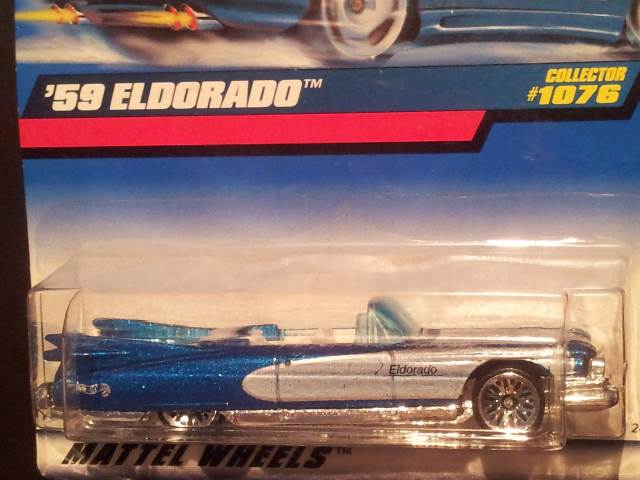 '59 ELDORADO™
COLLECTOR
#1076
Eldorado
MATTEL WHEELS™